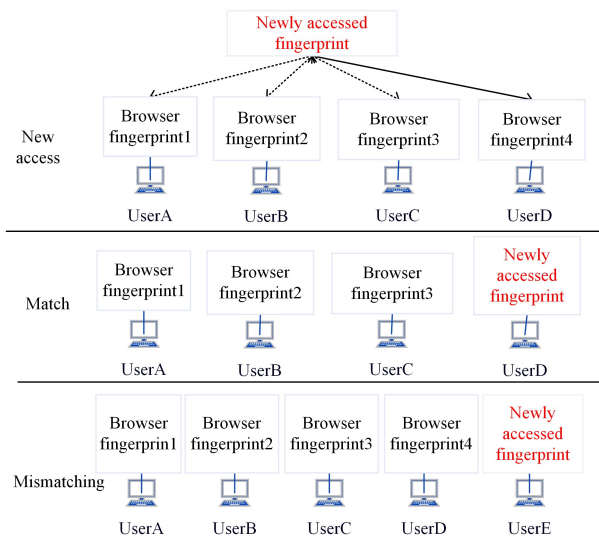 Newly accessed
fingerprint
New
access
Browser
fingerprint1
Browser
fingerprint2
Browser
fingerprint3
Browser
fingerprint4
UserA
UserB
UserC
UserD
Match
Browser
fingerprint1
Browser
fingerprint2
Browser
fingerprint3
Newly
accessed
fingerprint
UserA
UserB
UserC
UserD
Mismatching
Browser
fingerprin1
Browser
fingerprint2
Browser
fingerprint3
Browser
fingerprint4
Newly
accessed
fingerprint
UserA
UserB
UserC
UserD
UserE